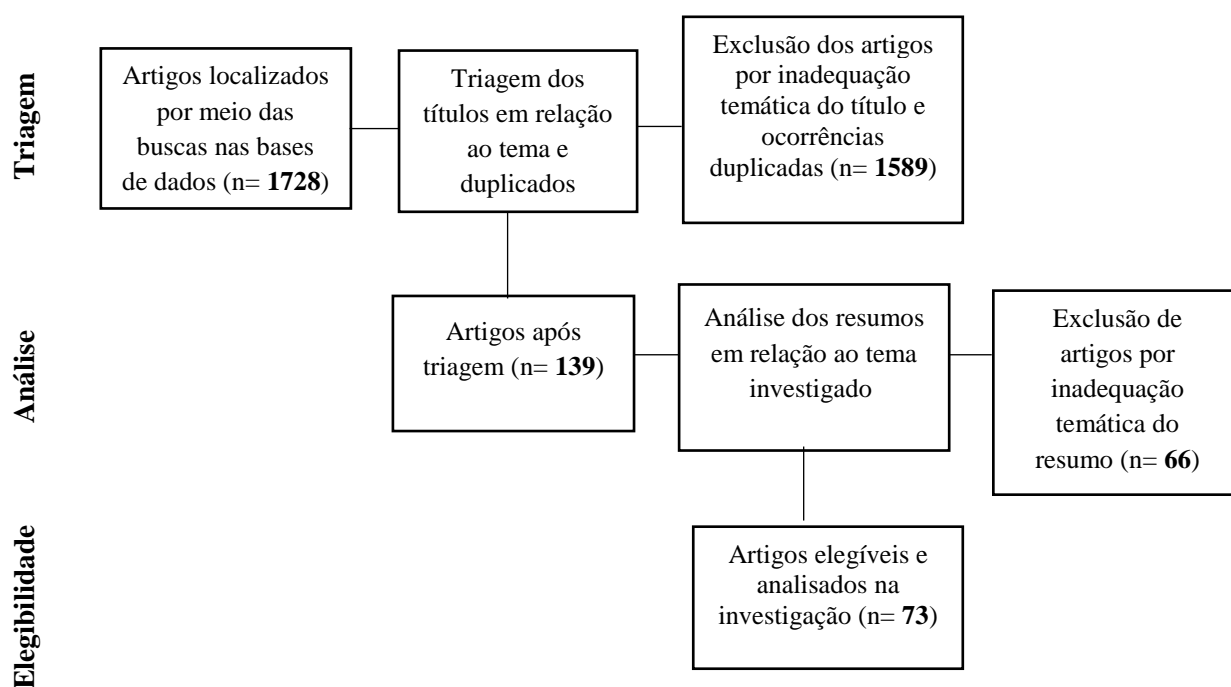 Triagem
Artigos localizados
por meio das
buscas nas bases
de dados (n= 1728)
Triagem dos
títulos em relação
ao tema e
duplicados
Exclusão dos artigos
por inadequação
temática do título e
ocorrências
duplicadas (n= 1589)
Análise
Artigos após
triagem (n= 139)
Análise dos resumos
em relação ao tema
investigado
Exclusão de
artigos por
inadequação
temática do
resumo (n= 66)
Elegibilidade
Artigos elegíveis e
analisados na
investigação (n= 73)